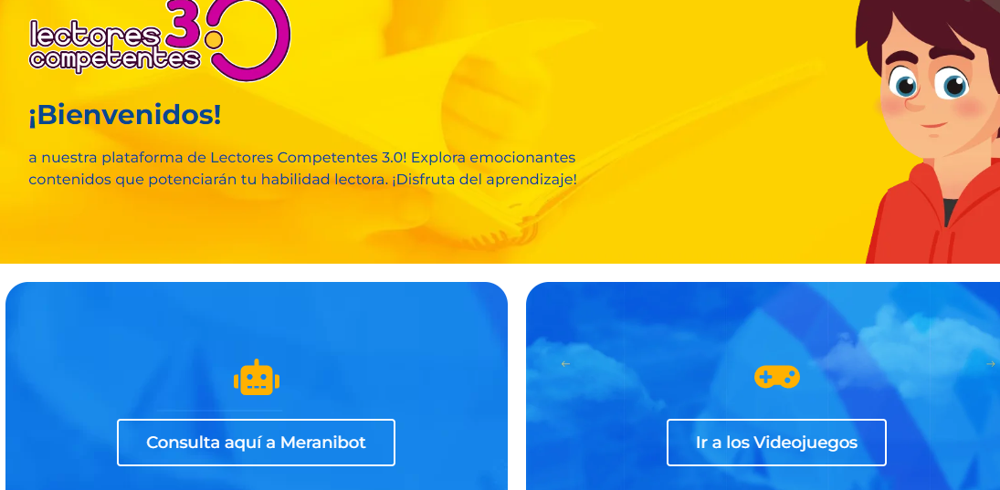 lectores 3.0
competentes
¡Bienvenidos!
a nuestra plataforma de Lectores Competentes 3.0! Explora emocionantes
contenidos que potenciarán tu habilidad lectora. ¡Disfruta del aprendizaje!
Consulta aquí a Meranibot
Ir a los Videojuegos